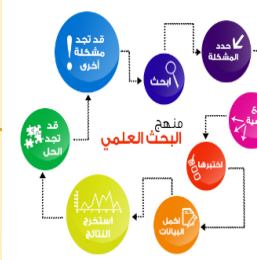 قد تجد
مشكلة
أخرى
!
ابحث
حدد
المشكلة
منهج
البحث العلمي
قد
تجد
الحل
اختبرها
استخرج
النتائج
اكمل
البيانات